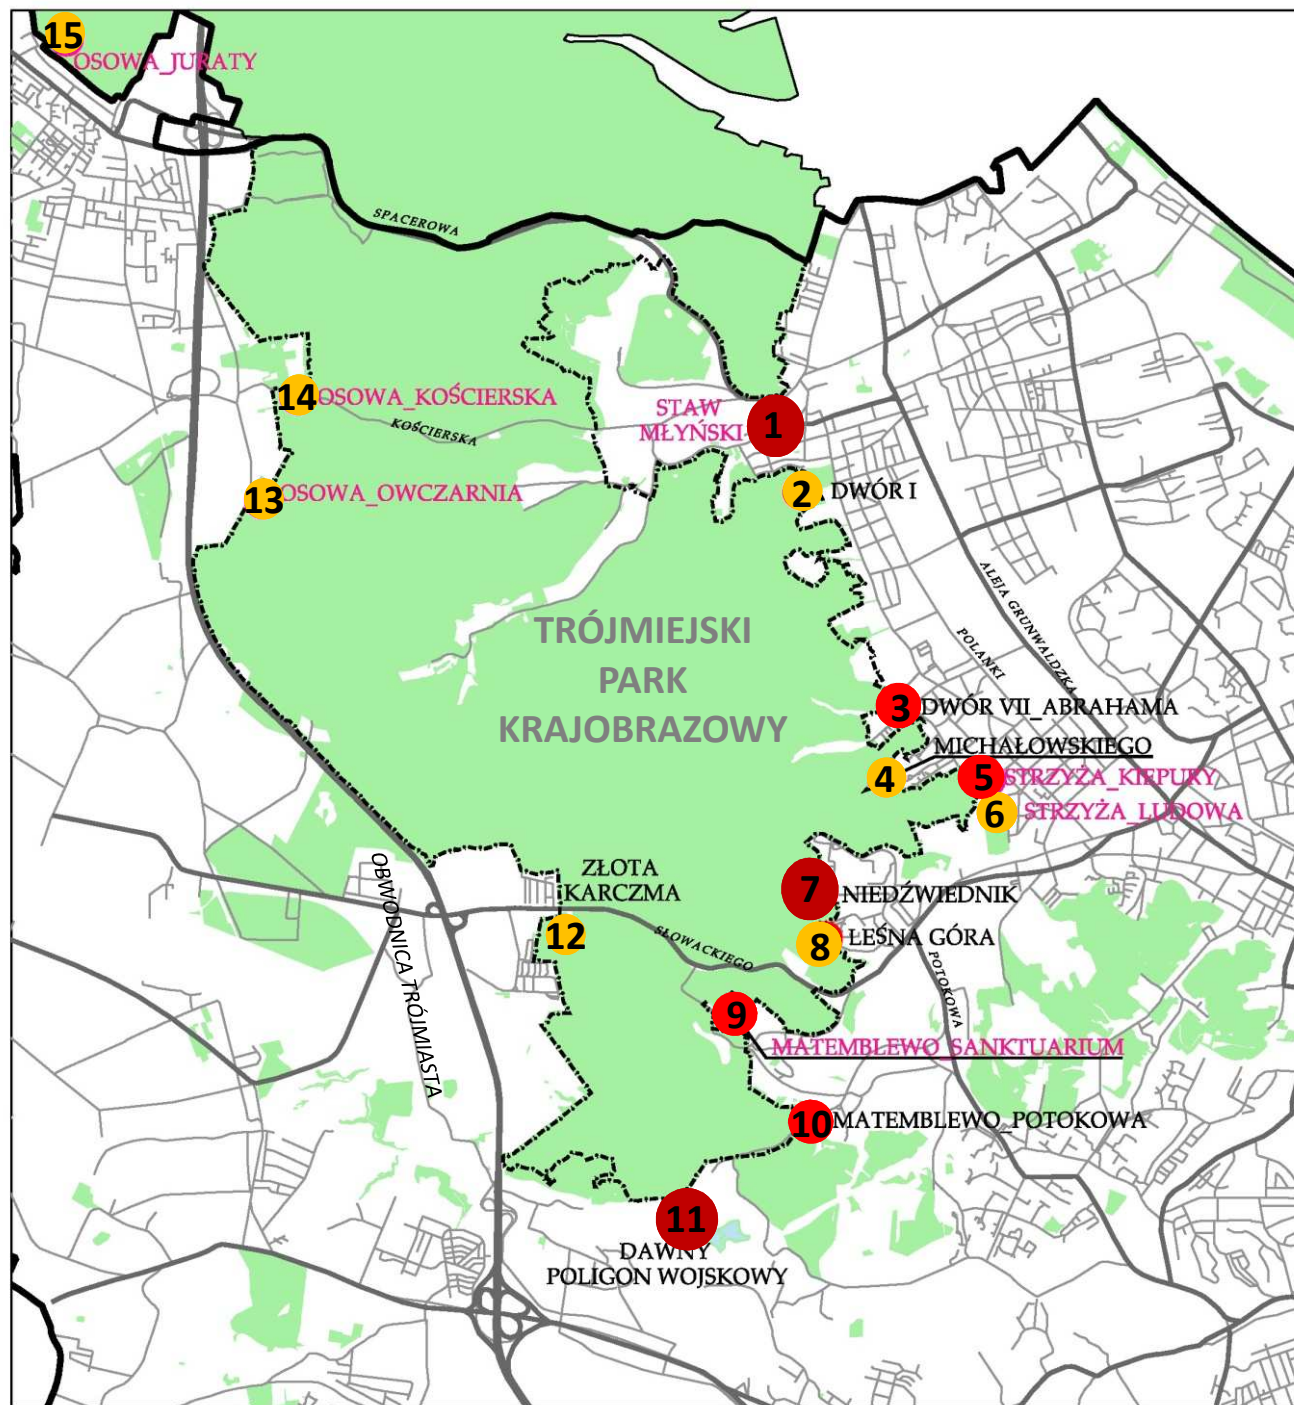 15
OSOWA_JURATY
SPACEROWA
14
OSOWA_KOŚCIERSKA
KOŚCIERSKA
STAW
MŁYŃSKI
1
13
OSOWA_OWCZARNIA
2
DWÓR I
ALEJA GRUNWALDZKA
POLANKI
TRÓJMIEJSKI
PARK
KRAJOBRAZOWY
3
DWÓR VII_ABRAHAMA
MICHAŁOWSKIEGO
4
5
STRZYŻA_KIEPURY
6
STRZYŻA_LUDOWA
OBWODNICA TRÓJMIASTA
ZŁOTA
KARCZMA
7
NIEDŹWIEDNIK
12
SŁOWACKIEGO
8
LEŚNA GÓRA
POTOKOWA
9
MATEMBLEWO_SANKTUARIUM
10
MATEMBLEWO_POTOKOWA
11
DAWNY
POLIGON WOJSKOWY